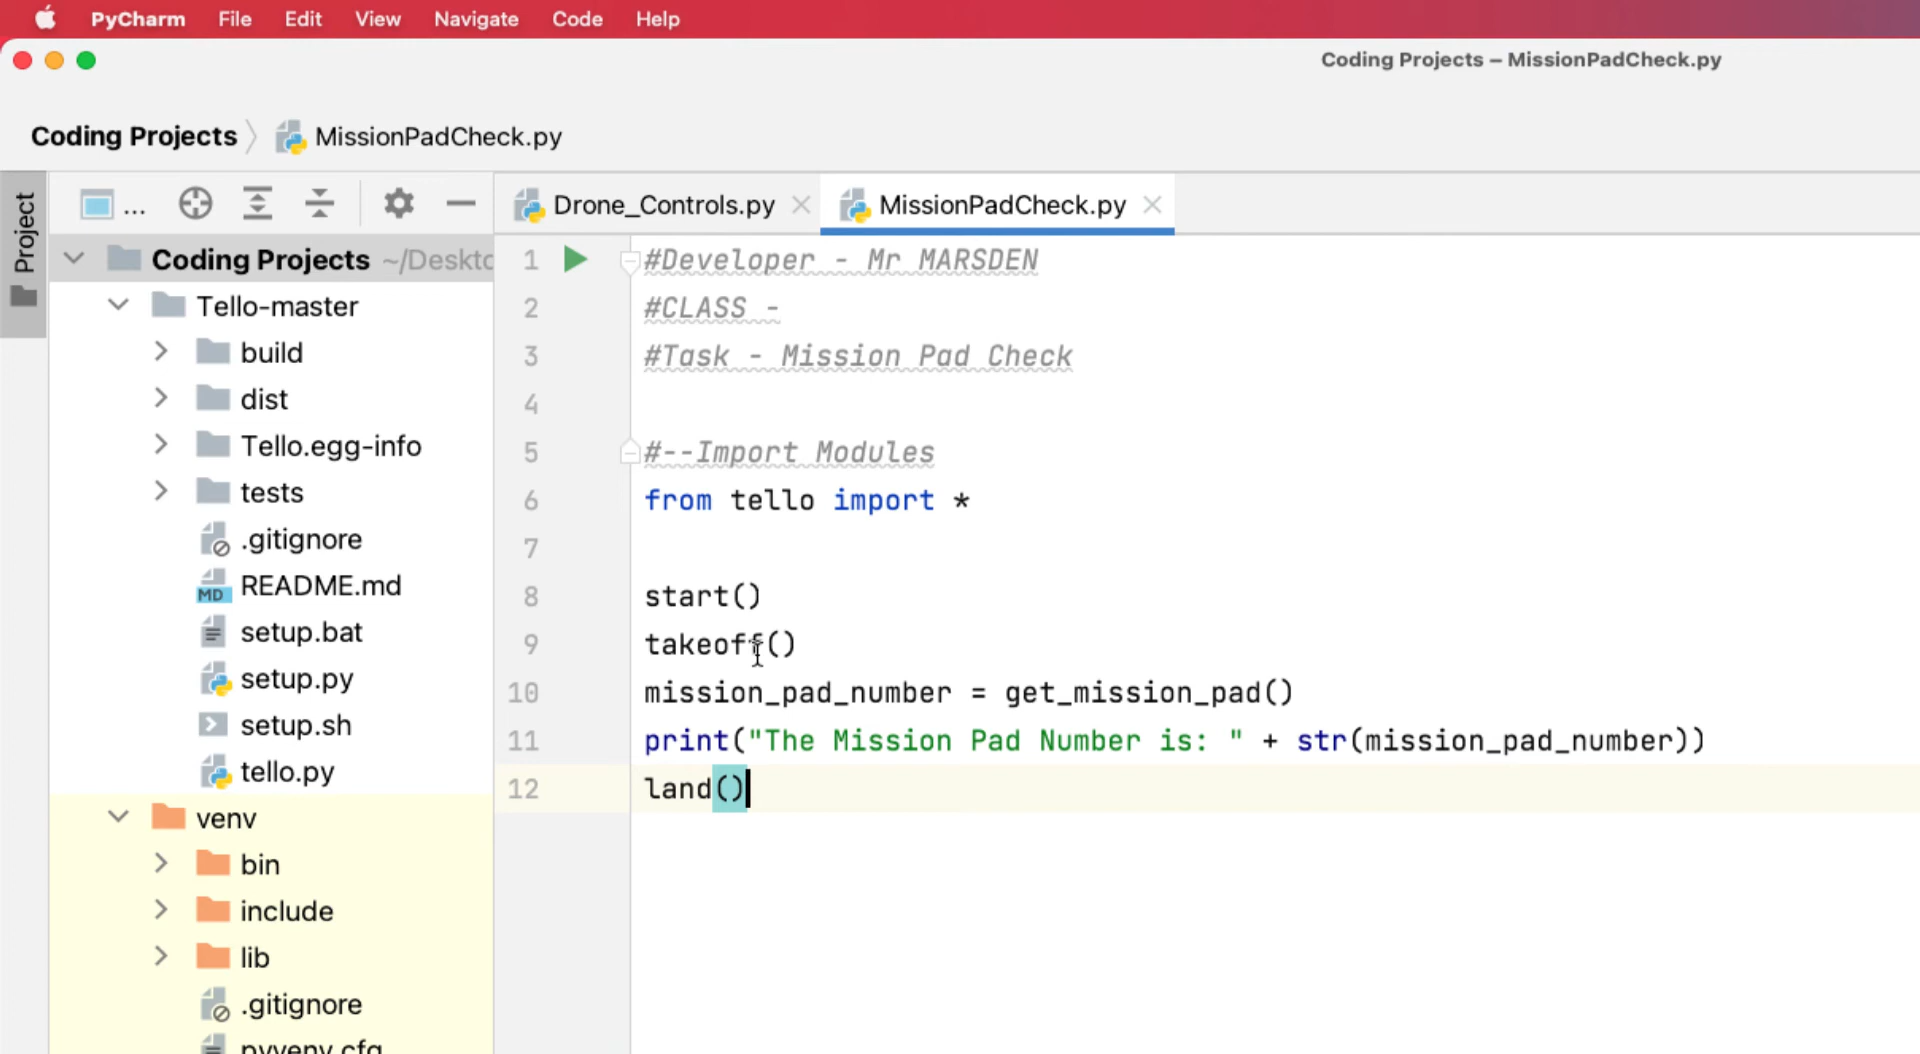 PyCharm File Edit View Navigate Code Help
Coding Projects – MissionPadCheck.py
Coding Projects MissionPadCheck.py
Project
...
Drone_Controls.py MissionPadCheck.py
Coding Projects ~/Deskto
Tello-master
build
dist
Tello.egg-info
tests
.gitignore
MD README.md
setup.bat
setup.py
setup.sh
tello.py
venv
bin
include
lib
.gitignore
pyvenv.cfg
1 #Developer - Mr MARSDEN
2 #CLASS -
3 #Task - Mission Pad Check
4
5 #--Import Modules
6 from tello import *
7
8 start()
9 takeoff()
10 mission_pad_number = get_mission_pad()
11 print("The Mission Pad Number is: " + str(mission_pad_number))
12 land()